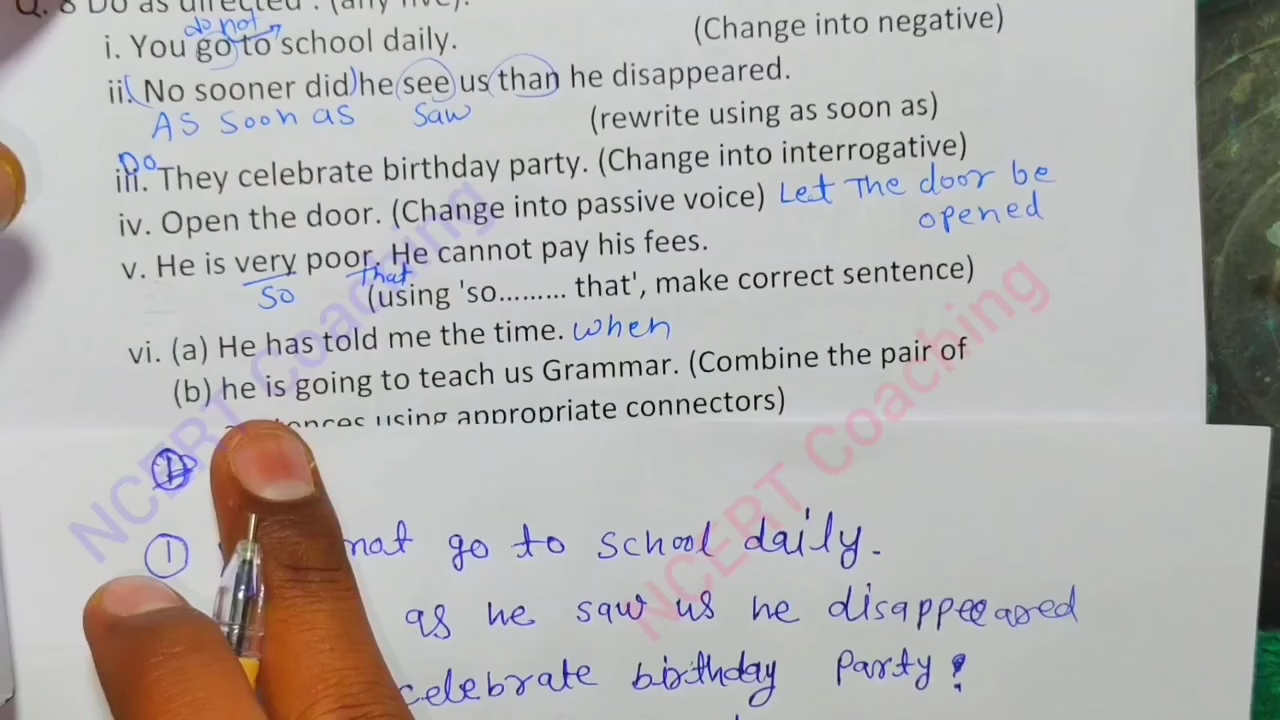 Q. 8 Do as directed . (any five).
do not
i. You go to school daily. (Change into negative)
ii. No sooner did he see us than he disappeared.
As soon as saw (rewrite using as soon as)
Do
iii. They celebrate birthday party. (Change into interrogative)
iv. Open the door. (Change into passive voice) Let The door be
opened
v. He is very poor. He cannot pay his fees.
so That (using 'so......... that', make correct sentence)
vi. (a) He has told me the time. when
(b) he is going to teach us Grammar. (Combine the pair of
using appropriate connectors)
① not go to school daily.
as he saw us he disappeared
celebrate birthday Party?
NCERT Coaching
NCERT Coaching